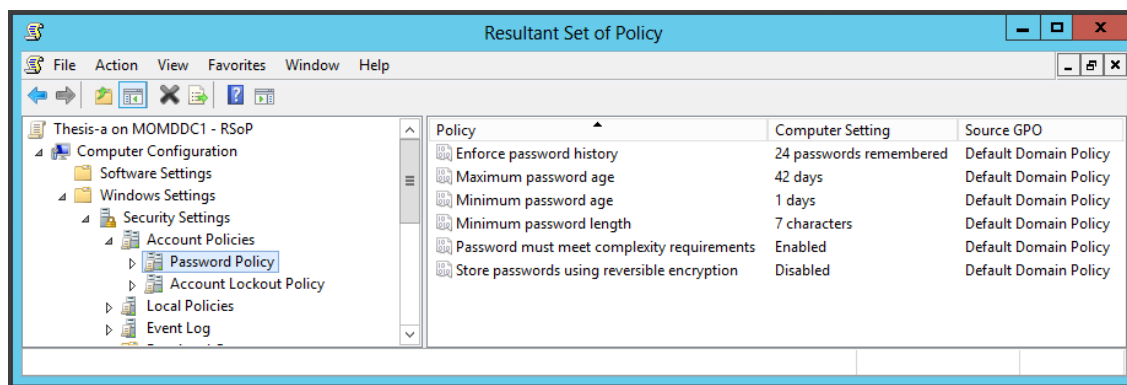 Resultant Set of Policy
File Action View Favorites Window Help
Thesis-a on MOMDDC1 - RSoP
Computer Configuration
Software Settings
Windows Settings
Security Settings
Account Policies
Password Policy
Account Lockout Policy
Local Policies
Event Log
Policy Computer Setting Source GPO
Enforce password history 24 passwords remembered Default Domain Policy
Maximum password age 42 days Default Domain Policy
Minimum password age 1 days Default Domain Policy
Minimum password length 7 characters Default Domain Policy
Password must meet complexity requirements Enabled Default Domain Policy
Store passwords using reversible encryption Disabled Default Domain Policy